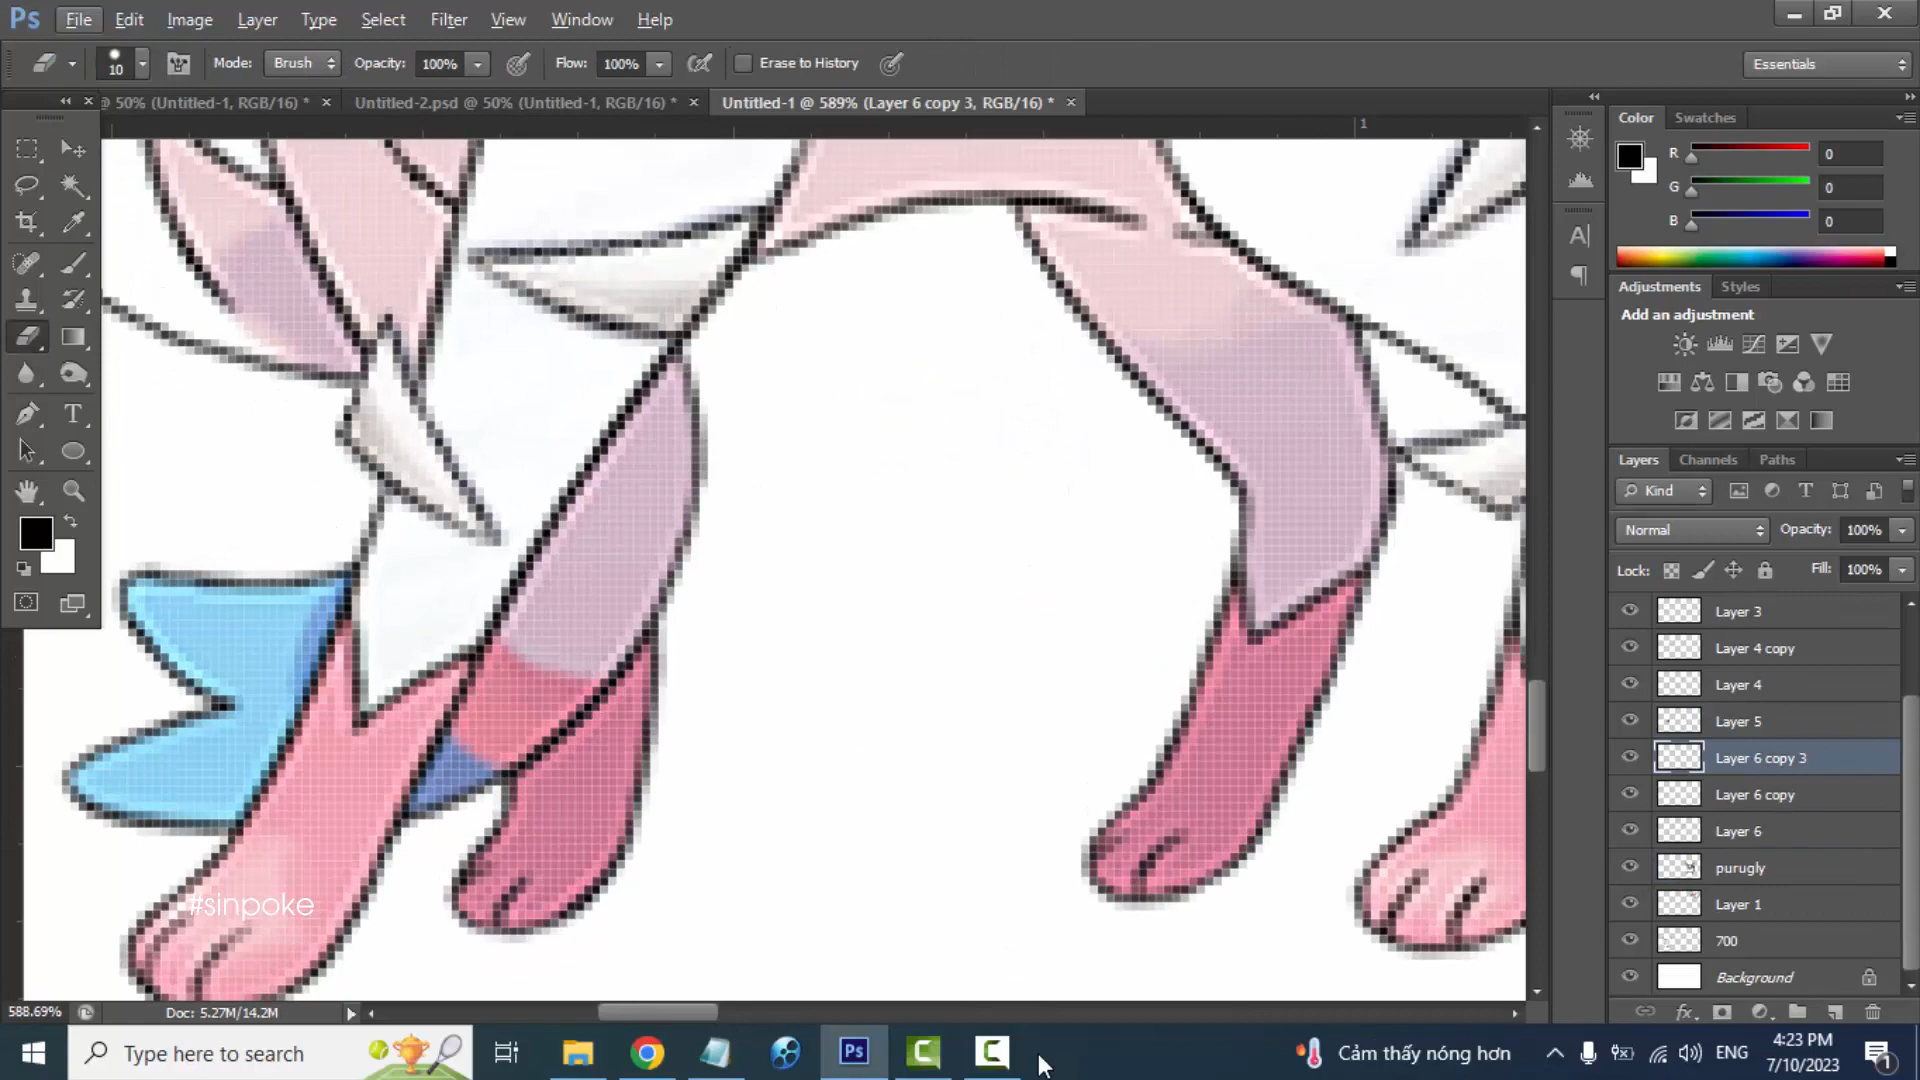 Ps File Edit Image Layer Type Select Filter View Window Help
10 Mode: Brush Opacity: 100% Flow: 100% Erase to History Essentials
@ 50% (Untitled-1, RGB/16) * × Untitled-2.psd @ 50% (Untitled-1, RGB/16) * × Untitled-1 @ 589% (Layer 6 copy 3, RGB/16) * ×
1
Color Swatches
R 0
G 0
B 0
Adjustments Styles
Add an adjustment
Layers Channels Paths
Kind
Normal Opacity: 100%
Lock: Fill: 100%
Layer 3
Layer 4 copy
Layer 4
Layer 5
Layer 6 copy 3
Layer 6 copy
Layer 6
purugly
Layer 1
700
Background
#sinpoke
588.69% Doc: 5.27M/14.2M
Type here to search
Ps
Cảm thấy nóng hơn
ENG
4:23 PM
7/10/2023
1